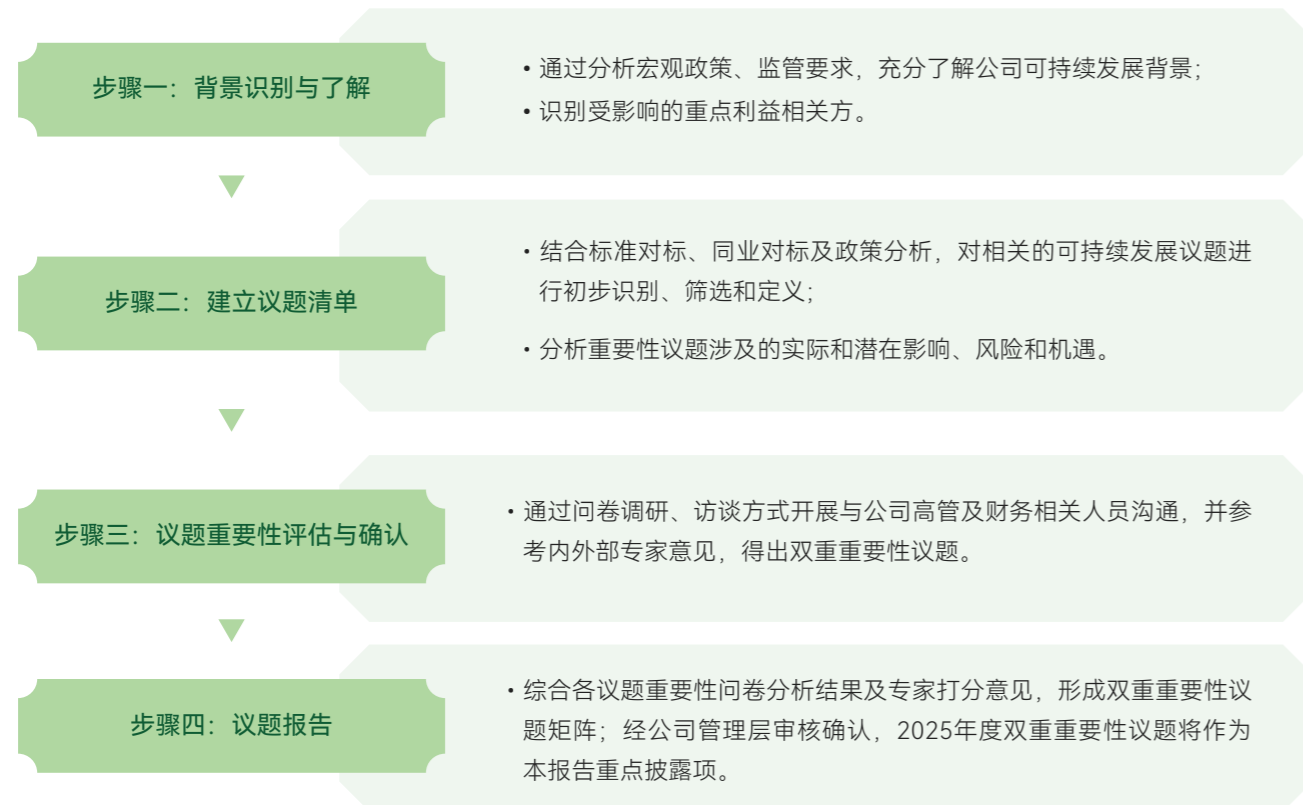 步骤一：背景识别与了解
• 通过分析宏观政策、监管要求，充分了解公司可持续发展背景；
• 识别受影响的重点利益相关方。
步骤二：建立议题清单
• 结合标准对标、同业对标及政策分析，对相关的可持续发展议题进
行初步识别、筛选和定义；
• 分析重要性议题涉及的实际和潜在影响、风险和机遇。
步骤三：议题重要性评估与确认
• 通过问卷调研、访谈方式开展与公司高管及财务相关人员沟通，并参
考内外部专家意见，得出双重重要性议题。
步骤四：议题报告
• 综合各议题重要性问卷分析结果及专家打分意见，形成双重重要性议
题矩阵；经公司管理层审核确认，2025年度双重重要性议题将作为
本报告重点披露项。